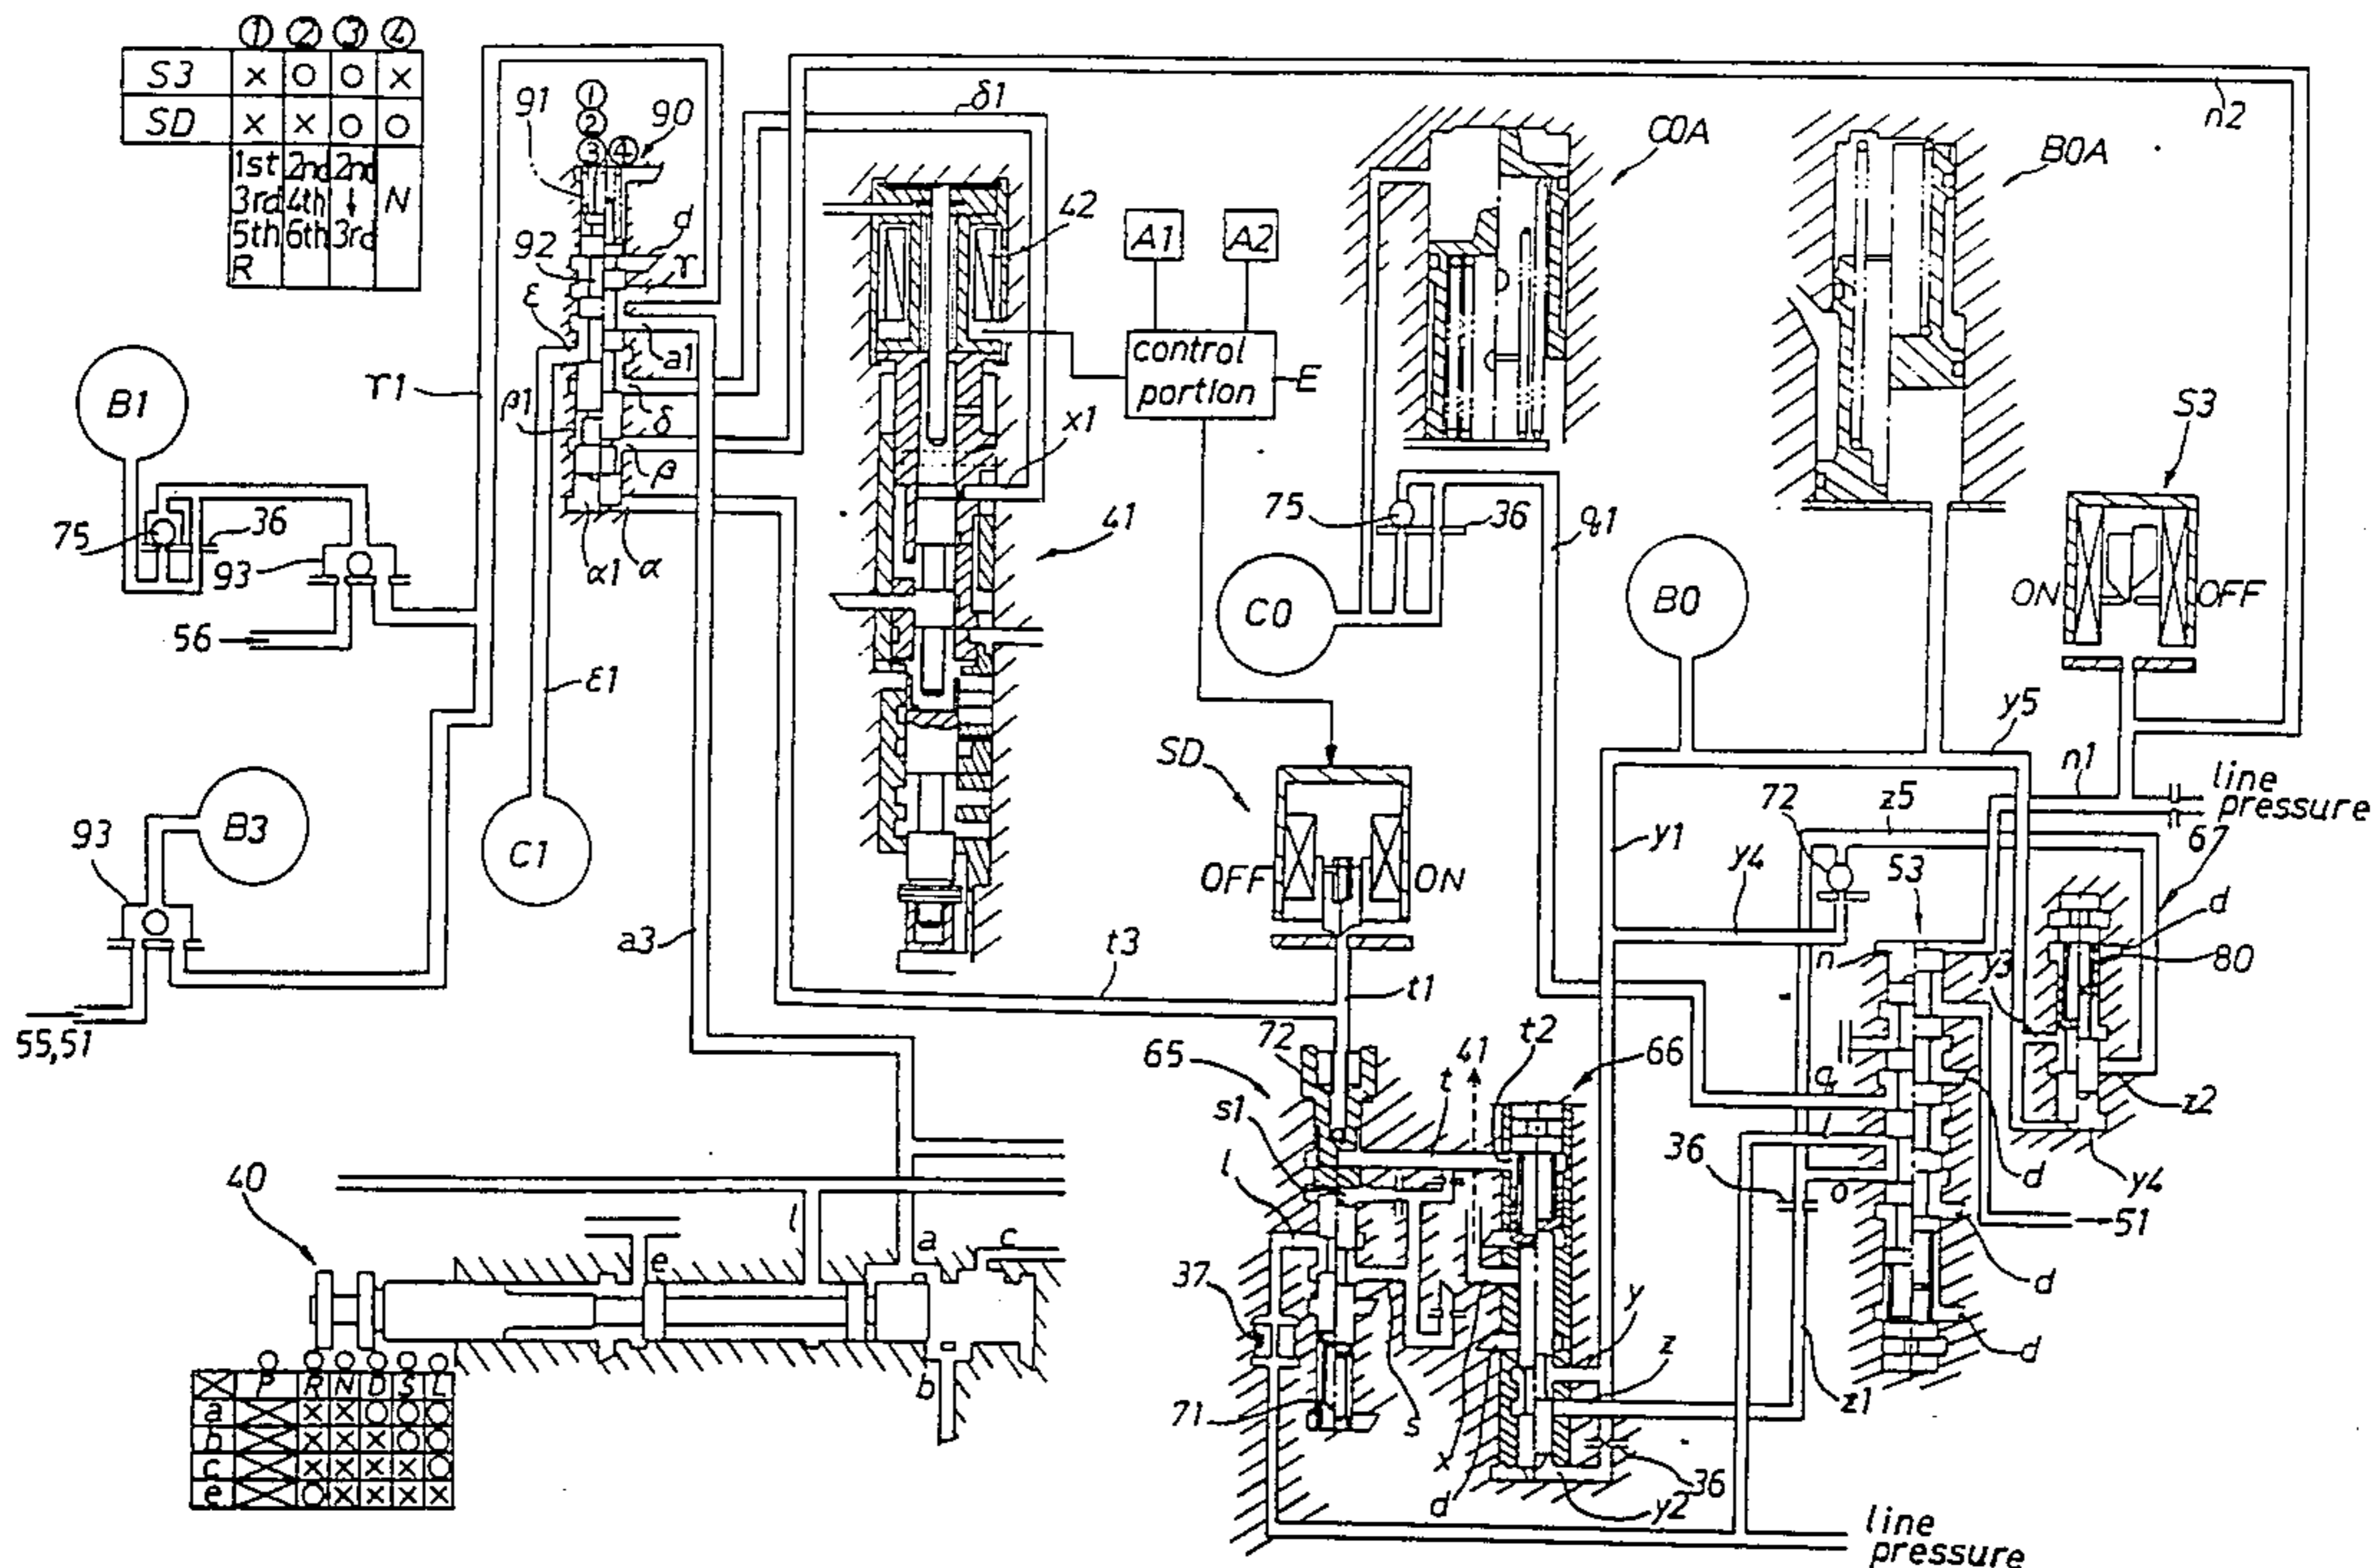 ① ② ③ ④
S3 × ○ ○ ×
SD × × ○ ○
1st 2nd 2nd N
3rd 4th ↓
5th 6th 3rd
R
91
①
②
③ ④
90
92
d
γ
ε
a1
γ1
β1
δ
β
α1
α
δ1
n2
42
x1
41
A1
A2
control
portion
E
C0A
B0A
S3
ON
OFF
B1
75
36
93
56
ε1
75
36
q1
C0
B0
B3
93
55,51
C1
a3
t3
SD
OFF
ON
t1
y5
n1
line
pressure
z5
72
67
y1
y4
53
d
80
n
y3
z2
q
l
o
d
y4
36
51
d
d
z1
72
65
41
t2
66
s1
t
l
37
71
s
x
d
y
z
36
y2
line
pressure
40
l
e
a
c
b
P R N D S L
a × × ○ ○ ○
b × × × ○ ○
c × × × × ○
e ○ × × × ×